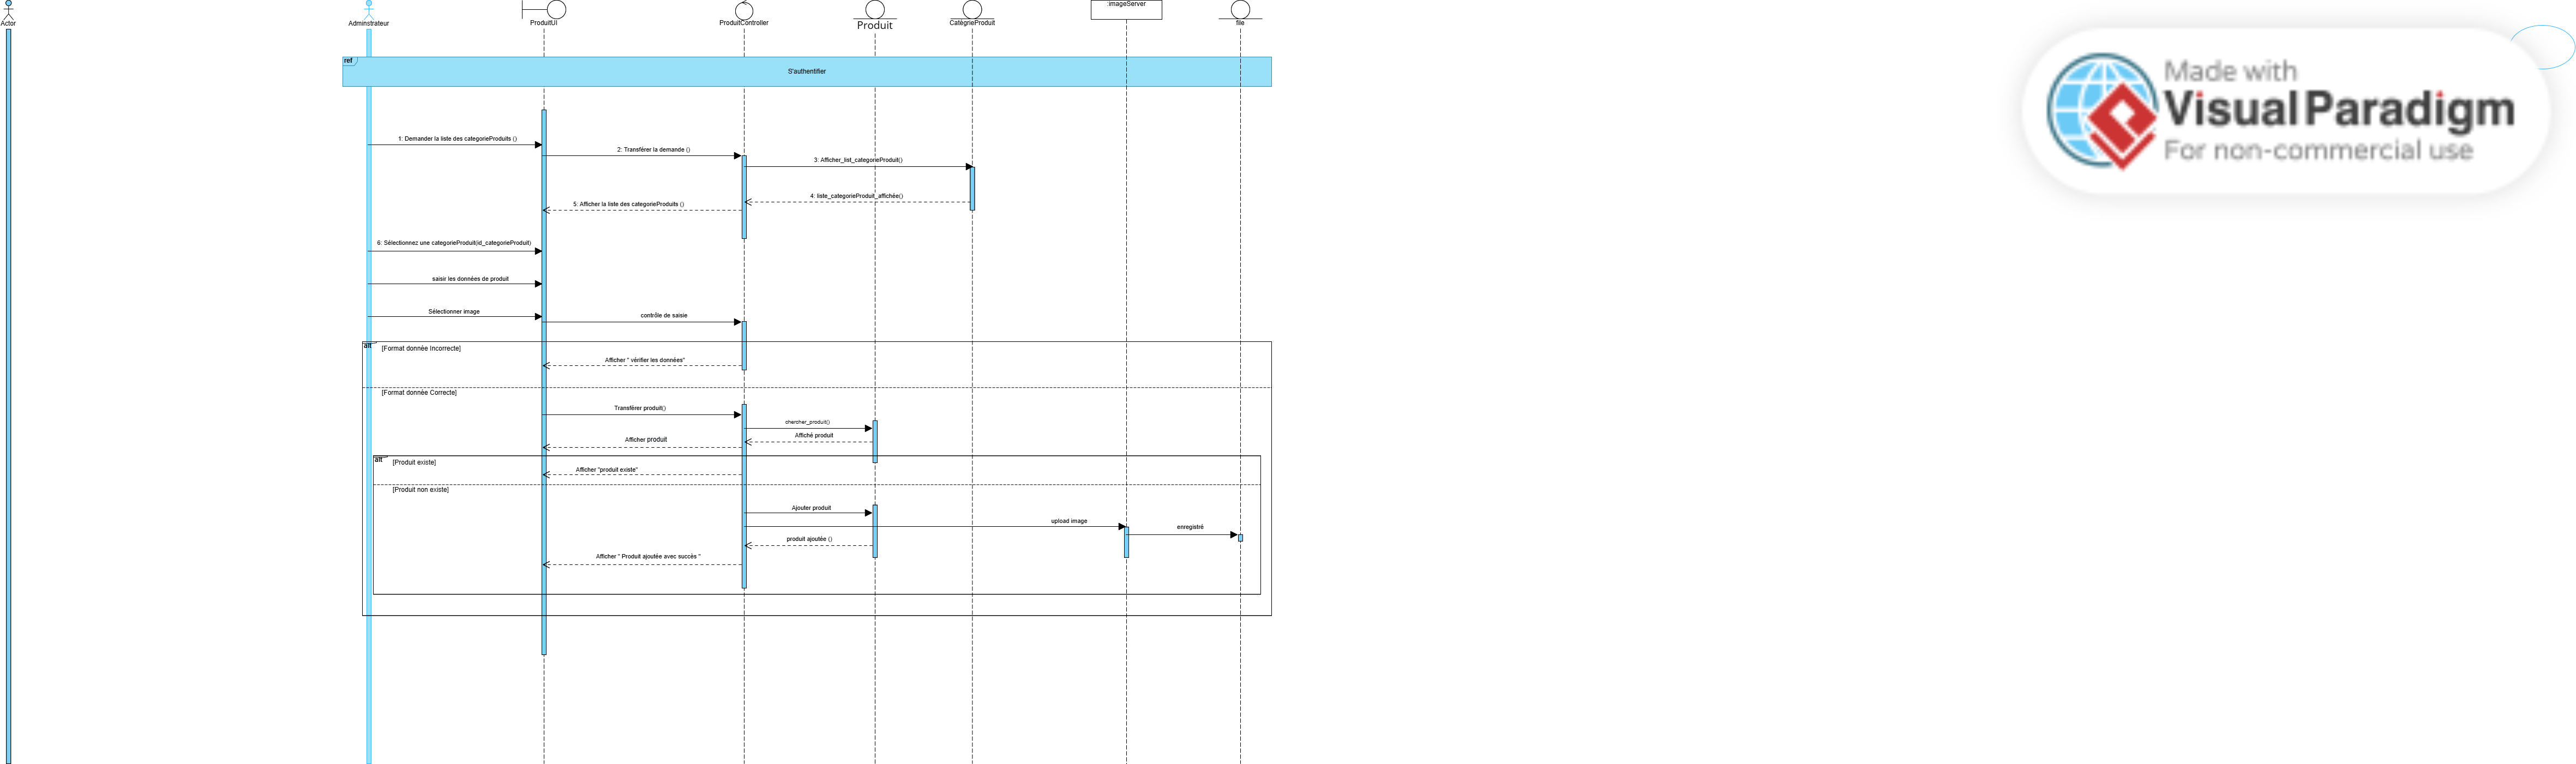 Actor
Adminstrateur
ProduitUI
ProduitController
Produit
CatégrieProduit
:imageServer
file
Made with
Visual Paradigm
For non-commercial use
ref
S'authentifier
1: Demander la liste des categorieProduits ()
2: Transférer la demande ()
3: Afficher_list_categorieProduit()
4: liste_categorieProduit_affichée()
5: Afficher la liste des categorieProduits ()
6: Sélectionnez une categorieProduit(id_categorieProduit)
saisir les données de produit
Sélectionner image
contrôle de saisie
alt
[Format donnée Incorrecte]
Afficher " vérifier les données"
[Format donnée Correcte]
Transférer produit()
chercher_produit()
Affiché produit
Afficher produit
alt
[Produit existe]
Afficher "produit existe"
[Produit non existe]
Ajouter produit
upload image
enregistré
produit ajoutée ()
Afficher " Produit ajoutée avec succès "